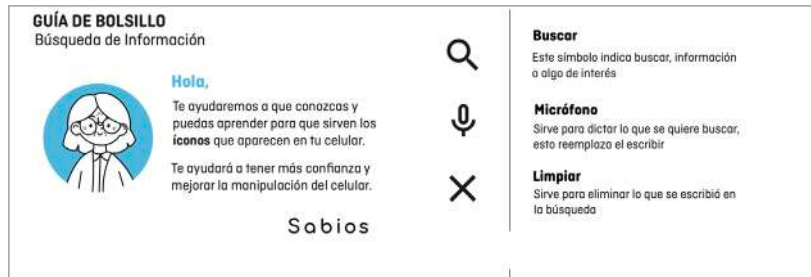 GUÍA DE BOLSILLO
Búsqueda de Información
Hola,
Te ayudaremos a que conozcas y
puedas aprender para que sirven los
íconos que aparecen en tu celular.
Te ayudará a tener más confianza y
mejorar la manipulación del celular.
Sabios
Buscar
Este símbolo indica buscar, información
o algo de interés
Micrófono
Sirve para dictar lo que se quiere buscar,
esto reemplaza el escribir
Limpiar
Sirve para eliminar lo que se escribió en
la búsqueda